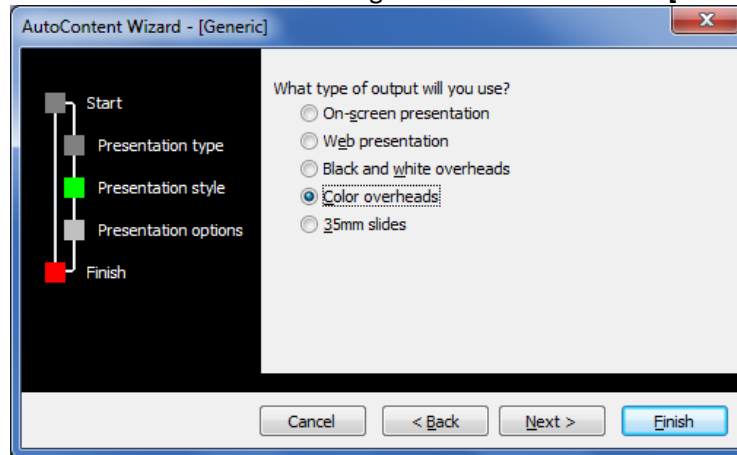 AutoContent Wizard - [Generic]
Start
Presentation type
Presentation style
Presentation options
Finish
What type of output will you use?
On-screen presentation
Web presentation
Black and white overheads
Color overheads
35mm slides
Cancel
< Back
Next >
Finish